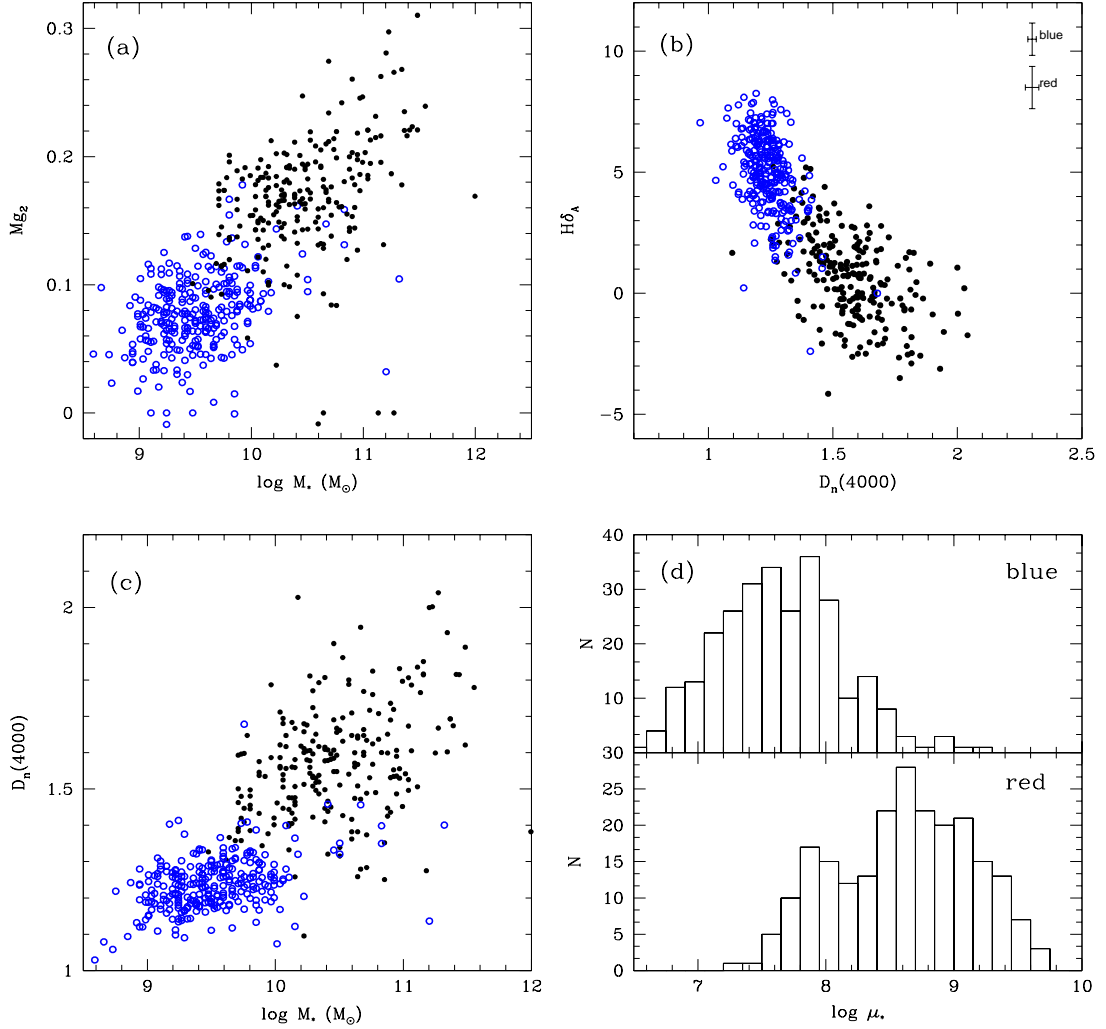 (a)
0.3
0.2
0.1
0
Mg₂
9 10 11 12
log M* (M⊙)
(b)
blue
red
10
5
0
−5
HδA
1 1.5 2 2.5
Dn(4000)
(c)
2
1.5
1
Dn(4000)
9 10 11 12
log M* (M⊙)
(d)
blue
40
30
20
10
30
N
red
25
20
15
10
5
0
N
7 8 9 10
log μ*